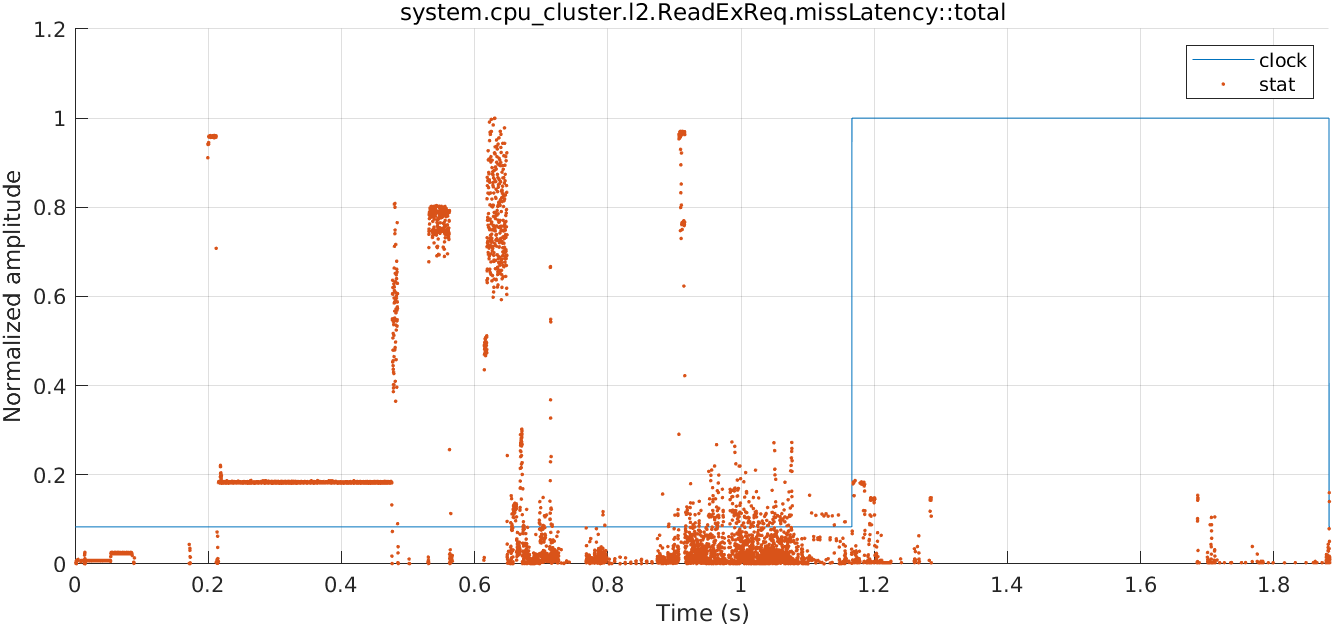 system.cpu_cluster.l2.ReadExReq.missLatency::total
clock
stat
Normalized amplitude
1.2
1
0.8
0.6
0.4
0.2
0
0 0.2 0.4 0.6 0.8 1 1.2 1.4 1.6 1.8
Time (s)